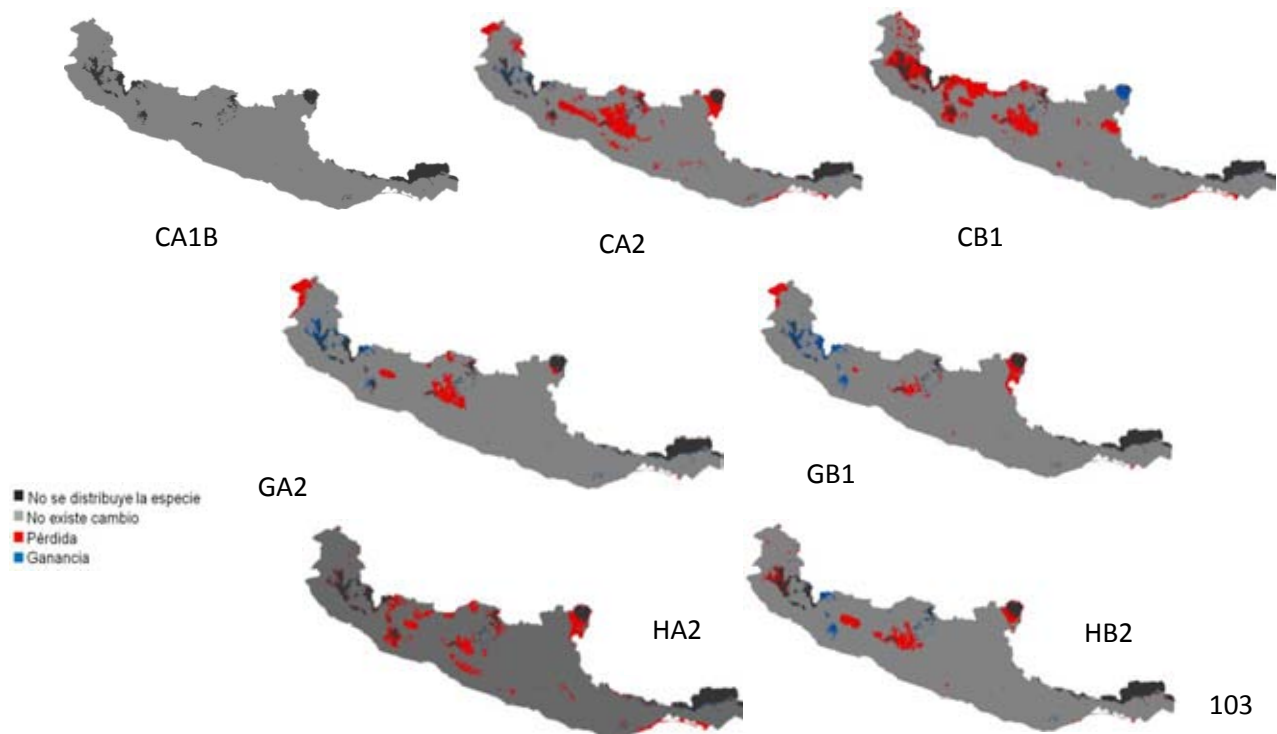 CA1B
CA2
CB1
GA2
GB1
No se distribuye la especie
No existe cambio
Pérdida
Ganancia
HA2
HB2
103